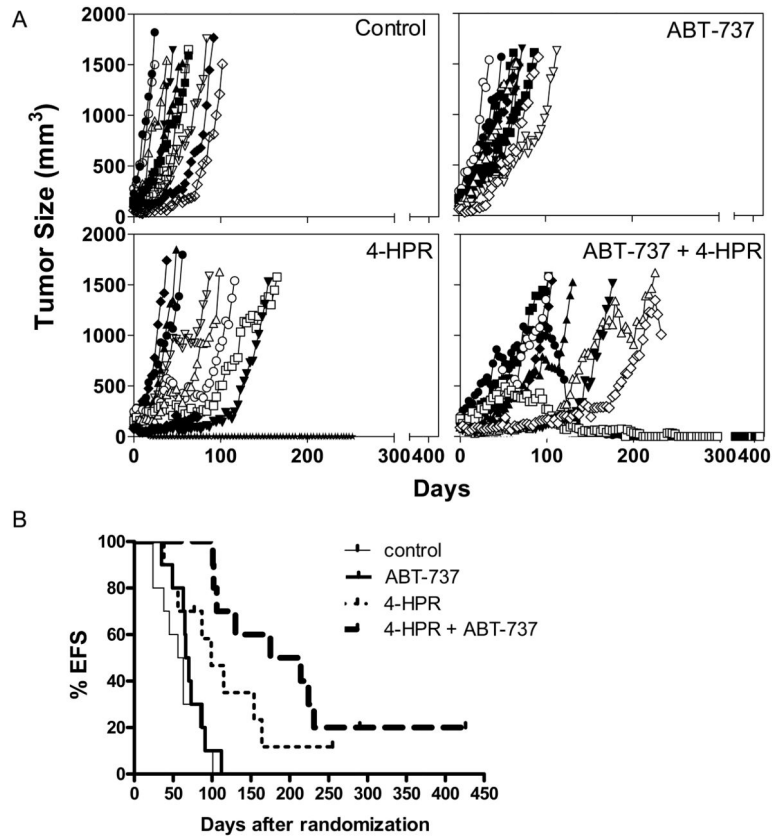 A
Control
ABT-737
4-HPR
ABT-737 + 4-HPR
Tumor Size (mm³)
2000
1500
1000
500
0
2000
1500
1000
500
0
0 100 200 300 400
0 100 200 300 400
Days
B
control
ABT-737
4-HPR
4-HPR + ABT-737
% EFS
100
80
60
40
20
0
0 50 100 150 200 250 300 350 400 450
Days after randomization